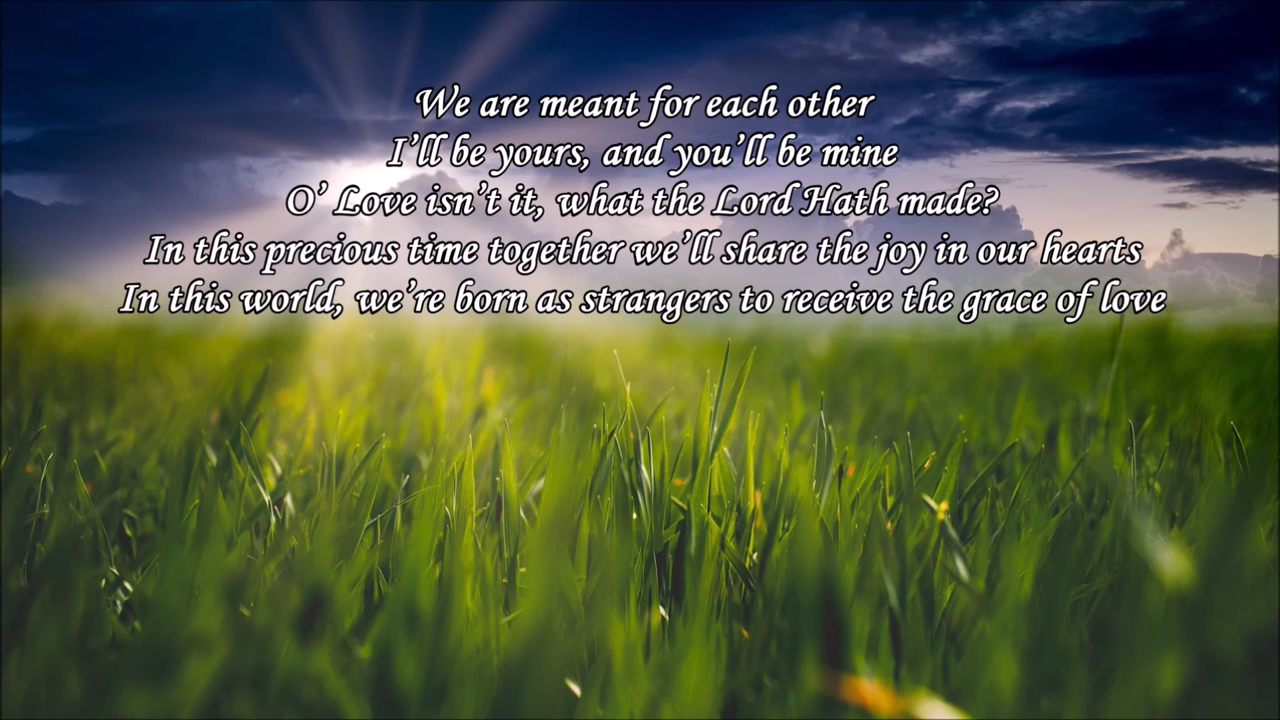 We are meant for each other
I'll be yours, and you'll be mine
O' Love isn't it, what the Lord Hath made?
In this precious time together we'll share the joy in our hearts
In this world, we're born as strangers to receive the grace of love